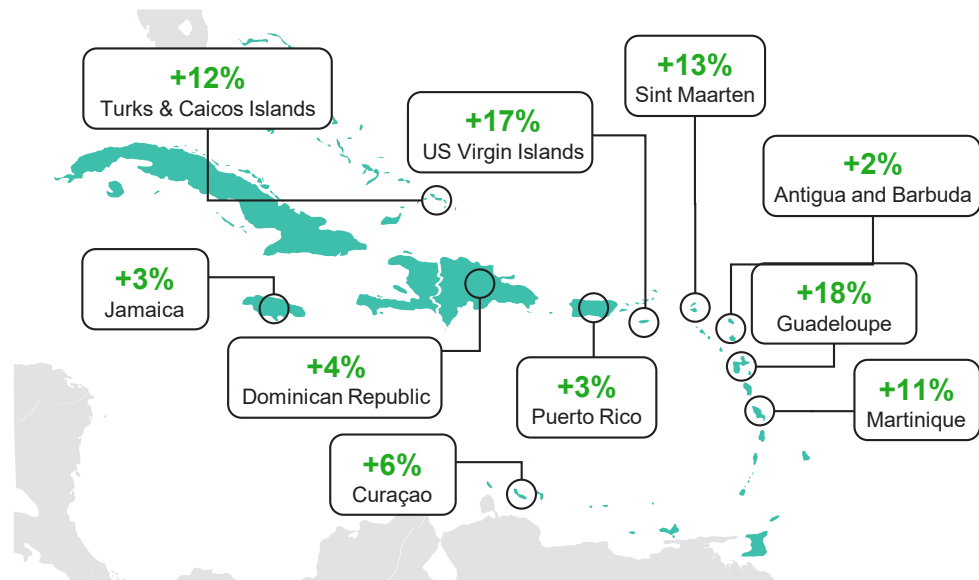 +12%
Turks & Caicos Islands
+17%
US Virgin Islands
+13%
Sint Maarten
+2%
Antigua and Barbuda
+3%
Jamaica
+18%
Guadeloupe
+4%
Dominican Republic
+3%
Puerto Rico
+11%
Martinique
+6%
Curaçao